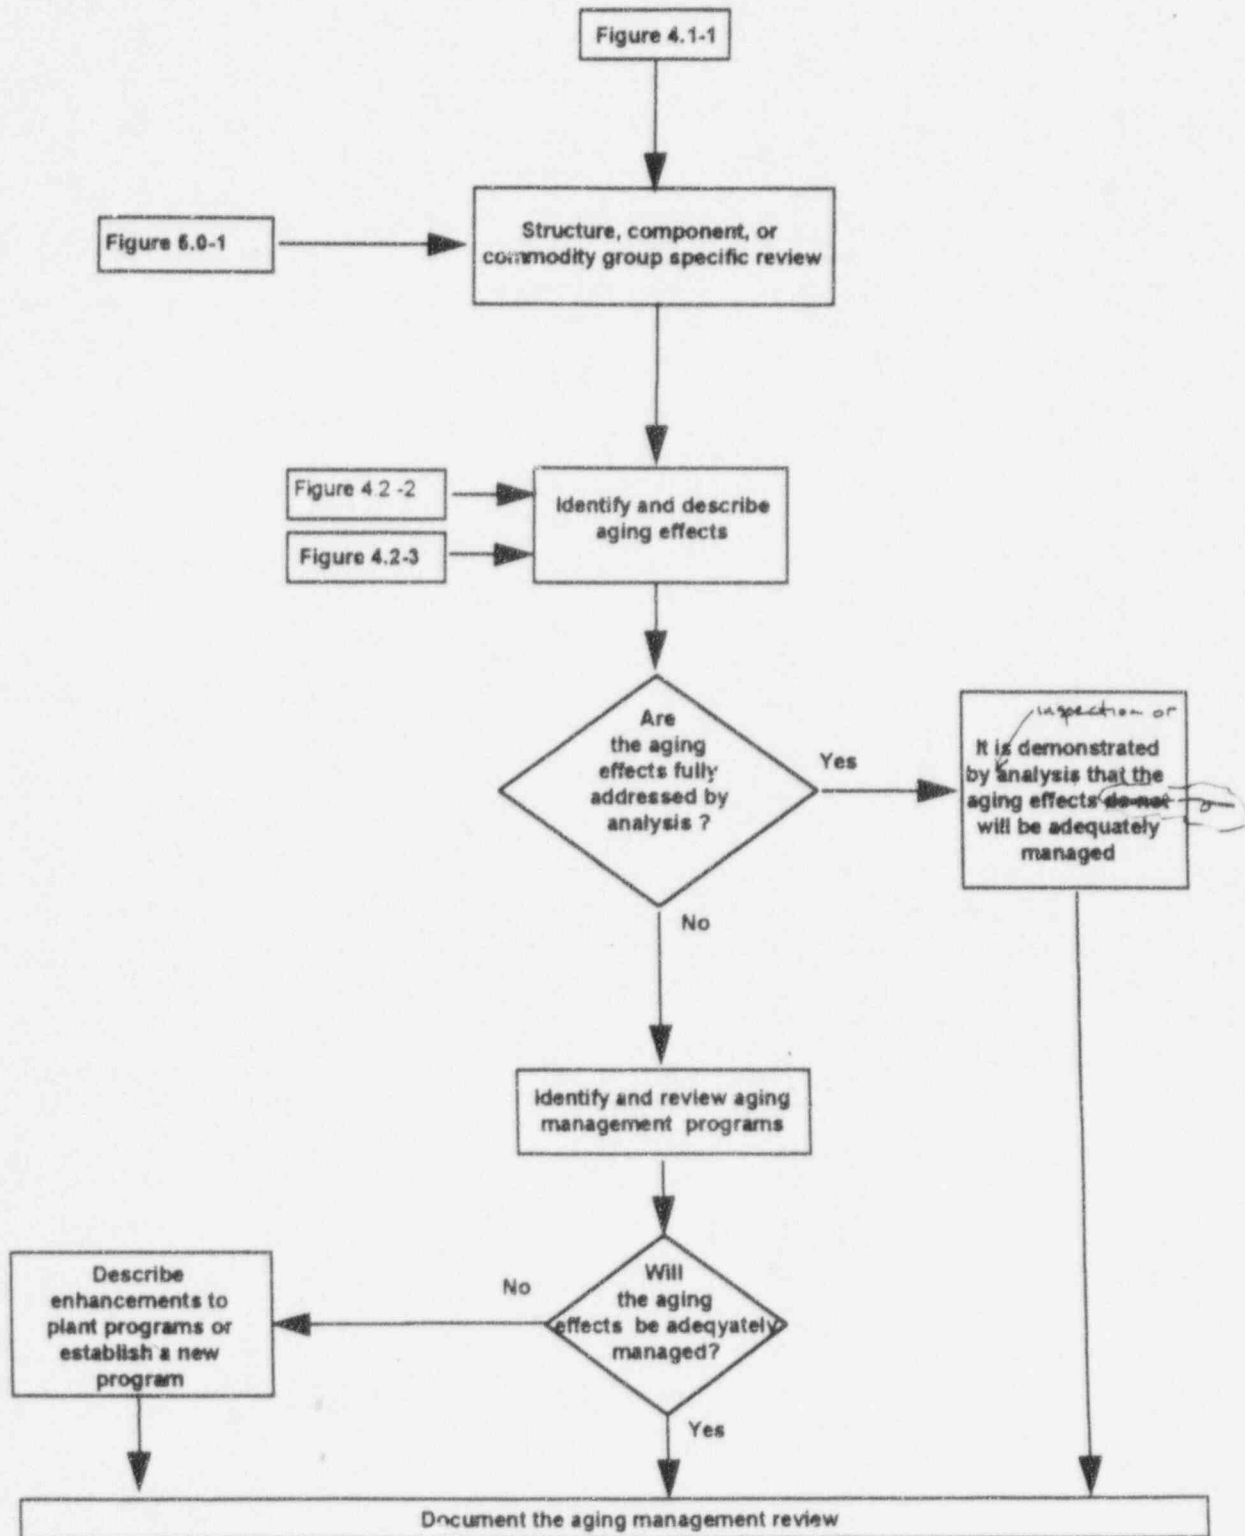 Figure 4.1-1
Figure 5.0-1
Structure, component, or
commodity group specific review
Figure 4.2 -2
Figure 4.2-3
Identify and describe
aging effects
Are
the aging
effects fully
addressed by
analysis ?
Yes
inspection or
It is demonstrated
by analysis that the
aging effects do not
will be adequately
managed
No
Identify and review aging
management programs
Describe
enhancements to
plant programs or
establish a new
program
No
Will
the aging
effects be adeqyately
managed?
Yes
Document the aging management review